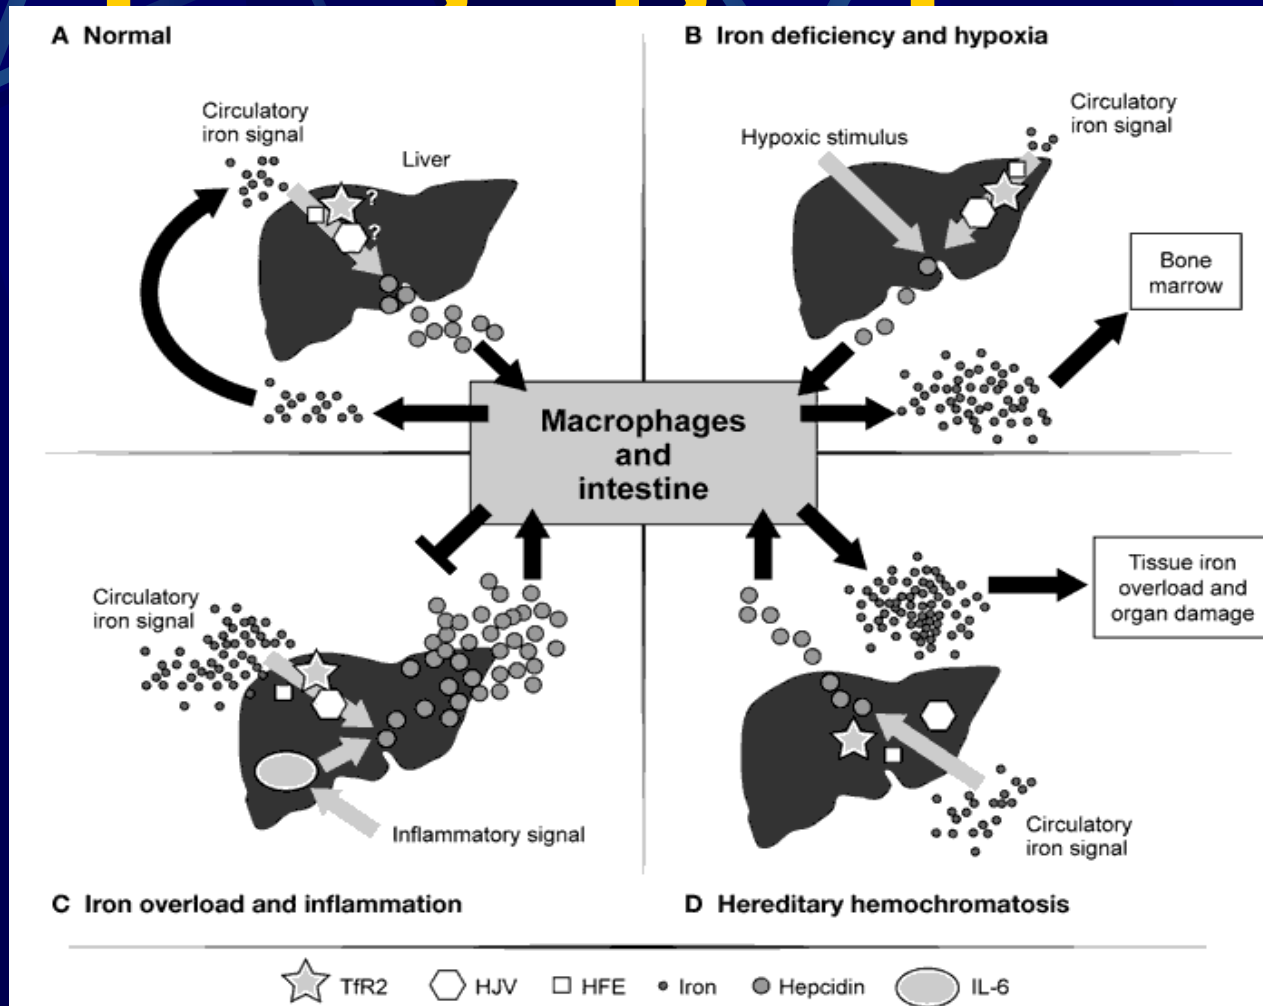 A Normal
Circulatory
iron signal
Liver
?
?
B Iron deficiency and hypoxia
Hypoxic stimulus
Circulatory
iron signal
Bone
marrow
Macrophages
and
intestine
Circulatory
iron signal
Inflammatory signal
C Iron overload and inflammation
Tissue iron
overload and
organ damage
Circulatory
iron signal
D Hereditary hemochromatosis
TfR2 HJV HFE Iron Hepcidin IL-6